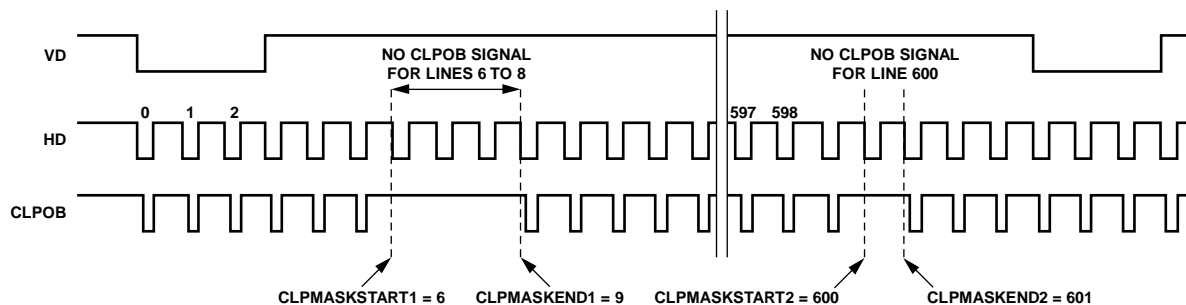 VD
NO CLPOB SIGNAL
FOR LINES 6 TO 8
NO CLPOB SIGNAL
FOR LINE 600
HD
0 1 2
597 598
CLPOB
CLPMASKSTART1 = 6
CLPMASKEND1 = 9
CLPMASKSTART2 = 600
CLPMASKEND2 = 601